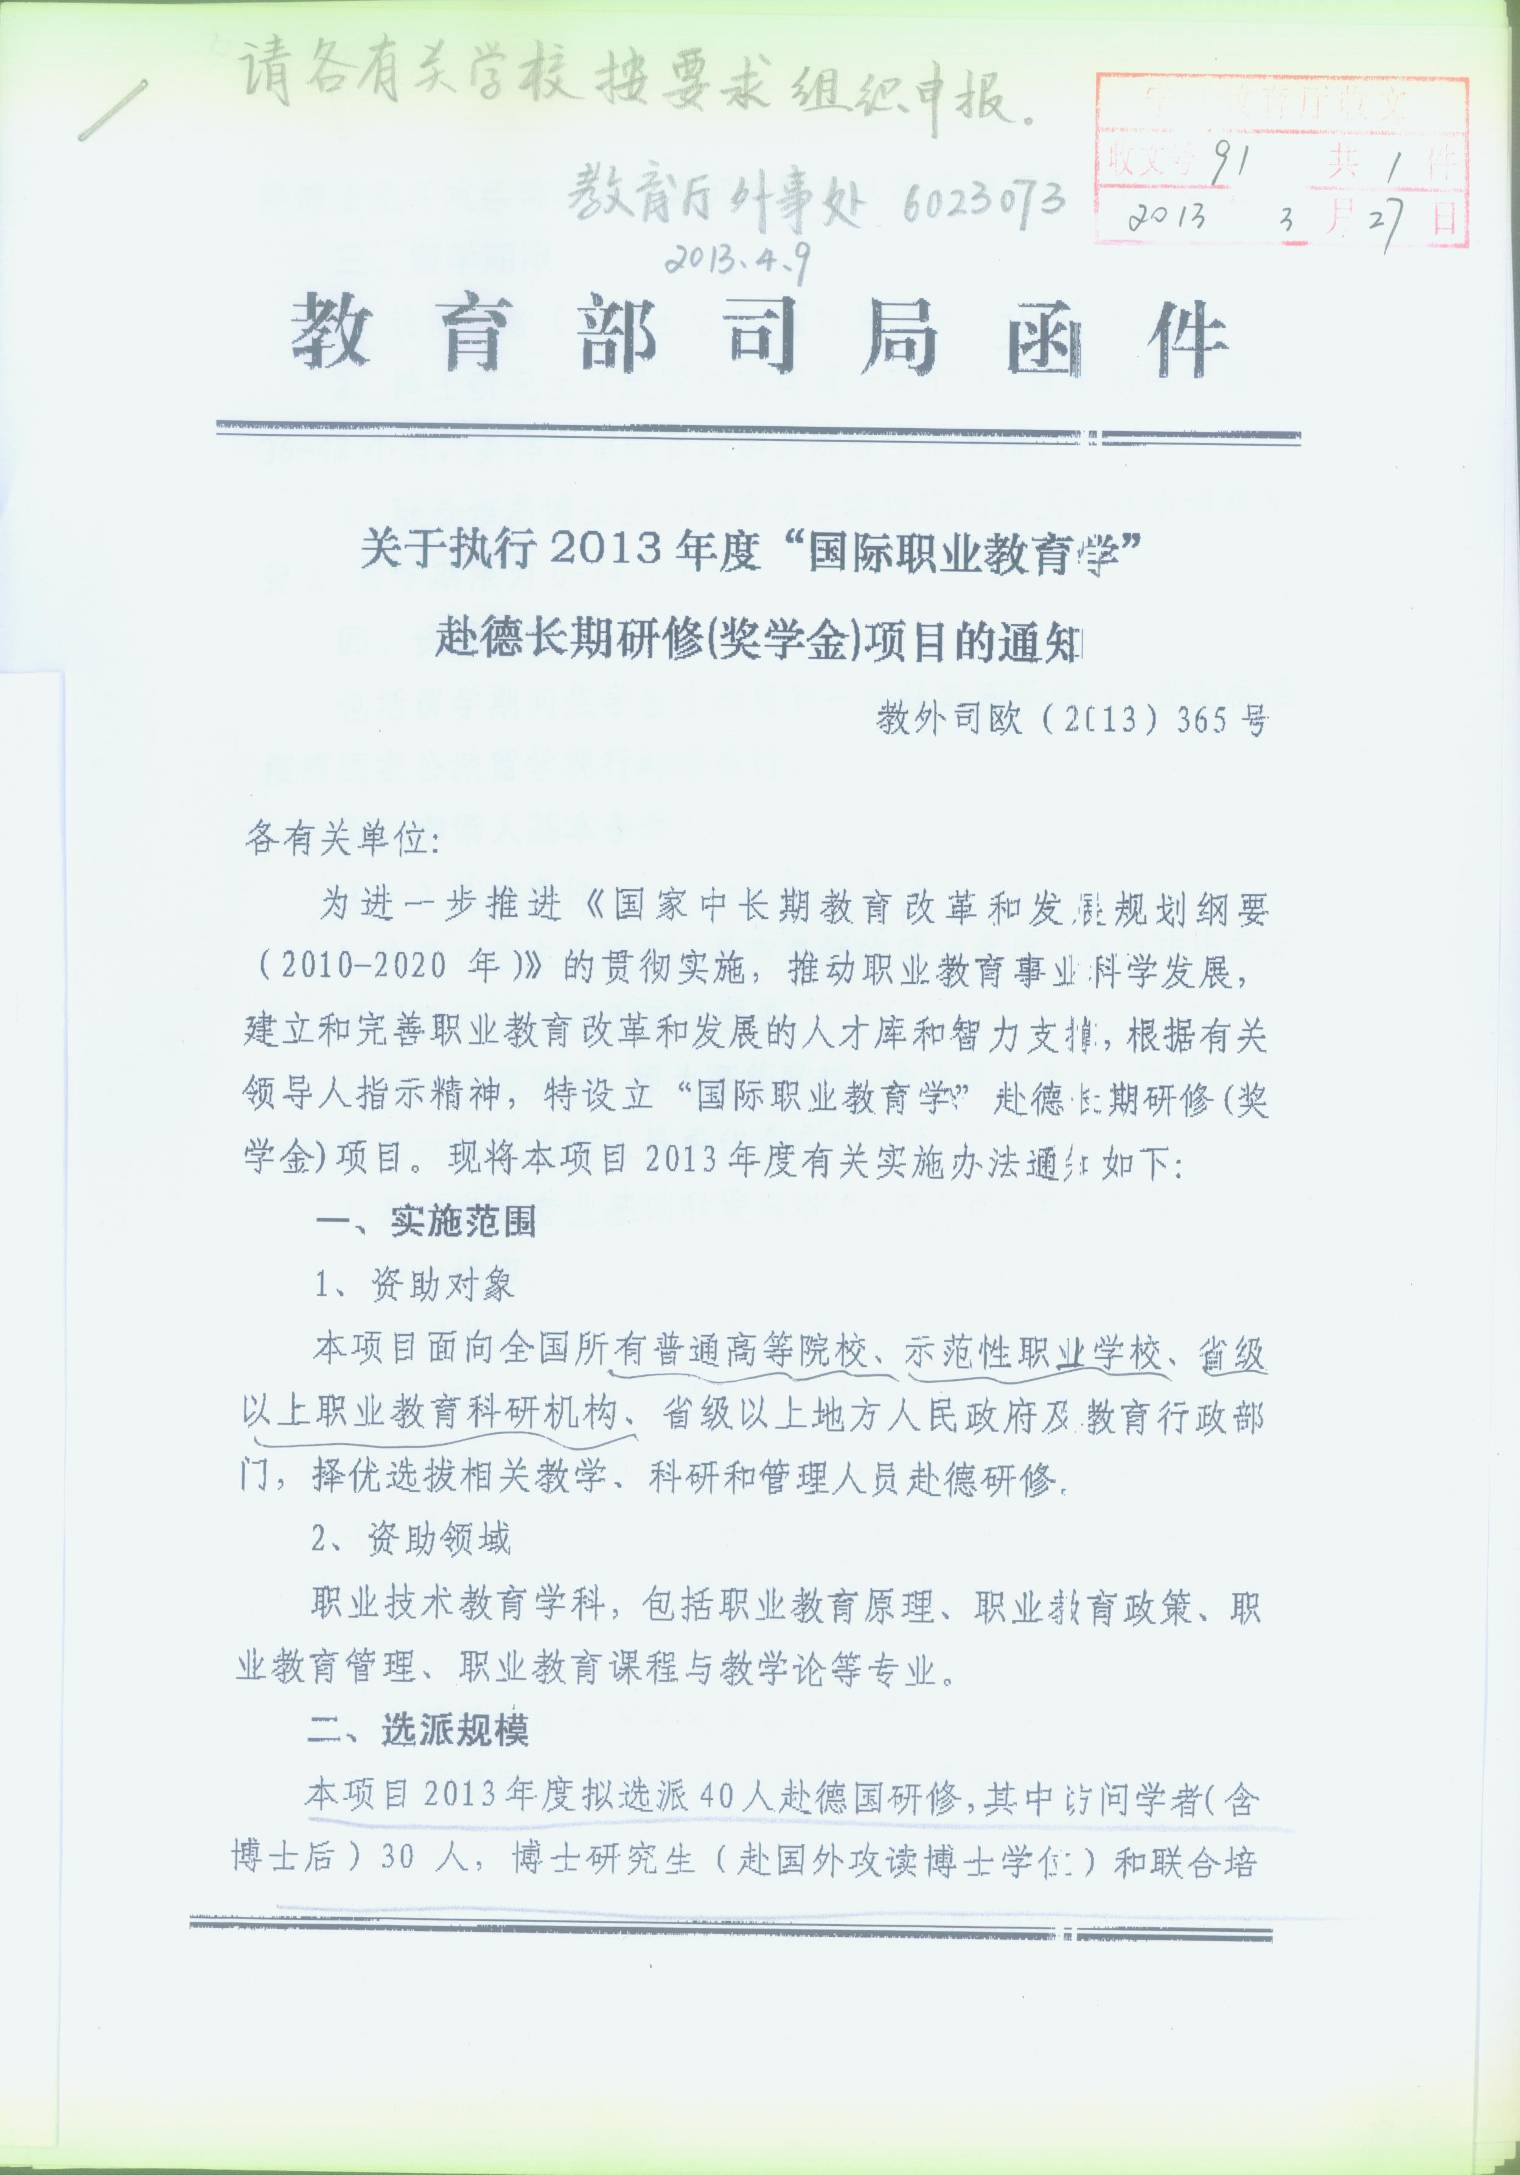 请各有关学校按要求组织申报。
教育厅外事处 6023073
2013.4.9
教育厅收文
收文号 91 共 1 件
2013 3月27日
教育部司局函件
关于执行2013年度“国际职业教育学”
赴德长期研修(奖学金)项目的通知
教外司欧（2013）365号
各有关单位:
为进一步推进《国家中长期教育改革和发展规划纲要
（2010-2020 年）》的贯彻实施，推动职业教育事业科学发展，
建立和完善职业教育改革和发展的人才库和智力支撑，根据有关
领导人指示精神，特设立“国际职业教育学”赴德长期研修(奖
学金)项目。现将本项目2013年度有关实施办法通知如下:
一、实施范围
1、资助对象
本项目面向全国所有普通高等院校、示范性职业学校、省级
以上职业教育科研机构、省级以上地方人民政府及教育行政部
门，择优选拔相关教学、科研和管理人员赴德研修。
2、资助领域
职业技术教育学科，包括职业教育原理、职业教育政策、职
业教育管理、职业教育课程与教学论等专业。
二、选派规模
本项目2013年度拟选派40人赴德国研修,其中访问学者(含
博士后）30 人，博士研究生（赴国外攻读博士学位）和联合培